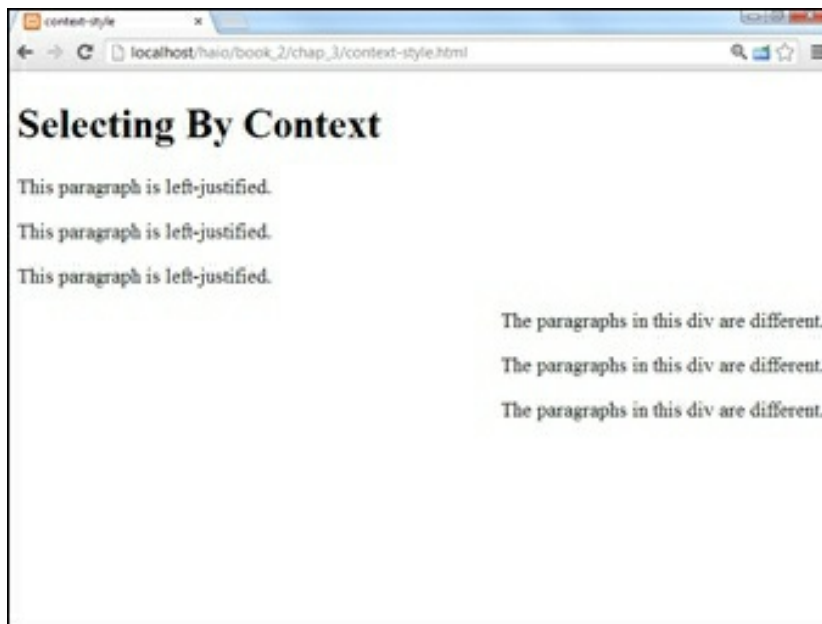 context-style
localhost/haio/book_2/chap_3/context-style.html
Selecting By Context
This paragraph is left-justified.
This paragraph is left-justified.
This paragraph is left-justified.
The paragraphs in this div are different.
The paragraphs in this div are different.
The paragraphs in this div are different.